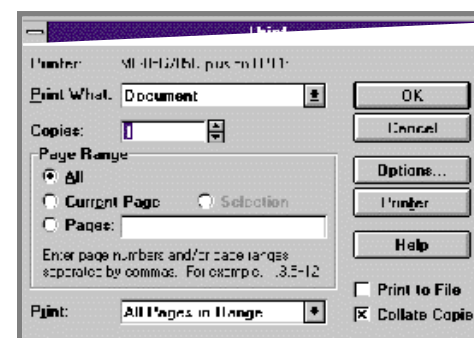 Printer:
Print What: Document
OK
Copies:
Cancel
Page Range
All
Options...
Current Page Selection
Printer
Pages:
Help
Enter page numbers and/or page ranges
separated by commas. For example,
Print to File
Print: All Pages in Range
Collate Copie